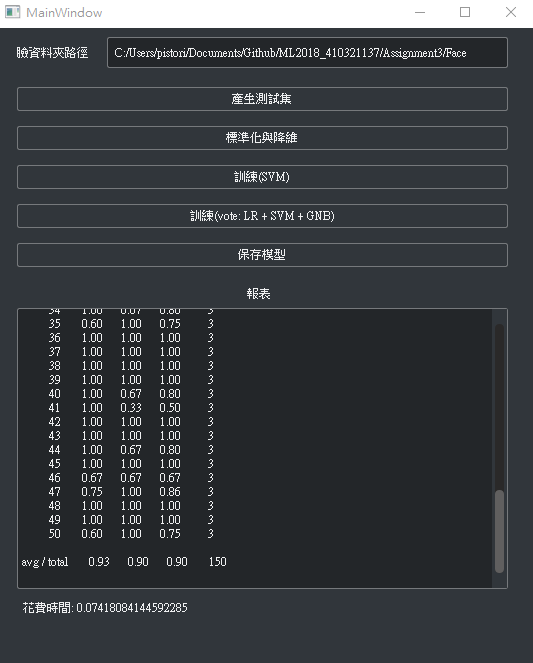 MainWindow
臉資料夾路徑 C:/Users/pistori/Documents/Github/ML2018_410321137/Assignment3/Face
產生測試集
標準化與降維
訓練(SVM)
訓練(vote: LR + SVM + GNB)
保存模型
報表
34 1.00 0.67 0.80 3
35 0.60 1.00 0.75 3
36 1.00 1.00 1.00 3
37 1.00 1.00 1.00 3
38 1.00 1.00 1.00 3
39 1.00 1.00 1.00 3
40 1.00 0.67 0.80 3
41 1.00 0.33 0.50 3
42 1.00 1.00 1.00 3
43 1.00 1.00 1.00 3
44 1.00 0.67 0.80 3
45 1.00 1.00 1.00 3
46 0.67 0.67 0.67 3
47 0.75 1.00 0.86 3
48 1.00 1.00 1.00 3
49 1.00 1.00 1.00 3
50 0.60 1.00 0.75 3
avg / total 0.93 0.90 0.90 150
花費時間: 0.07418084144592285